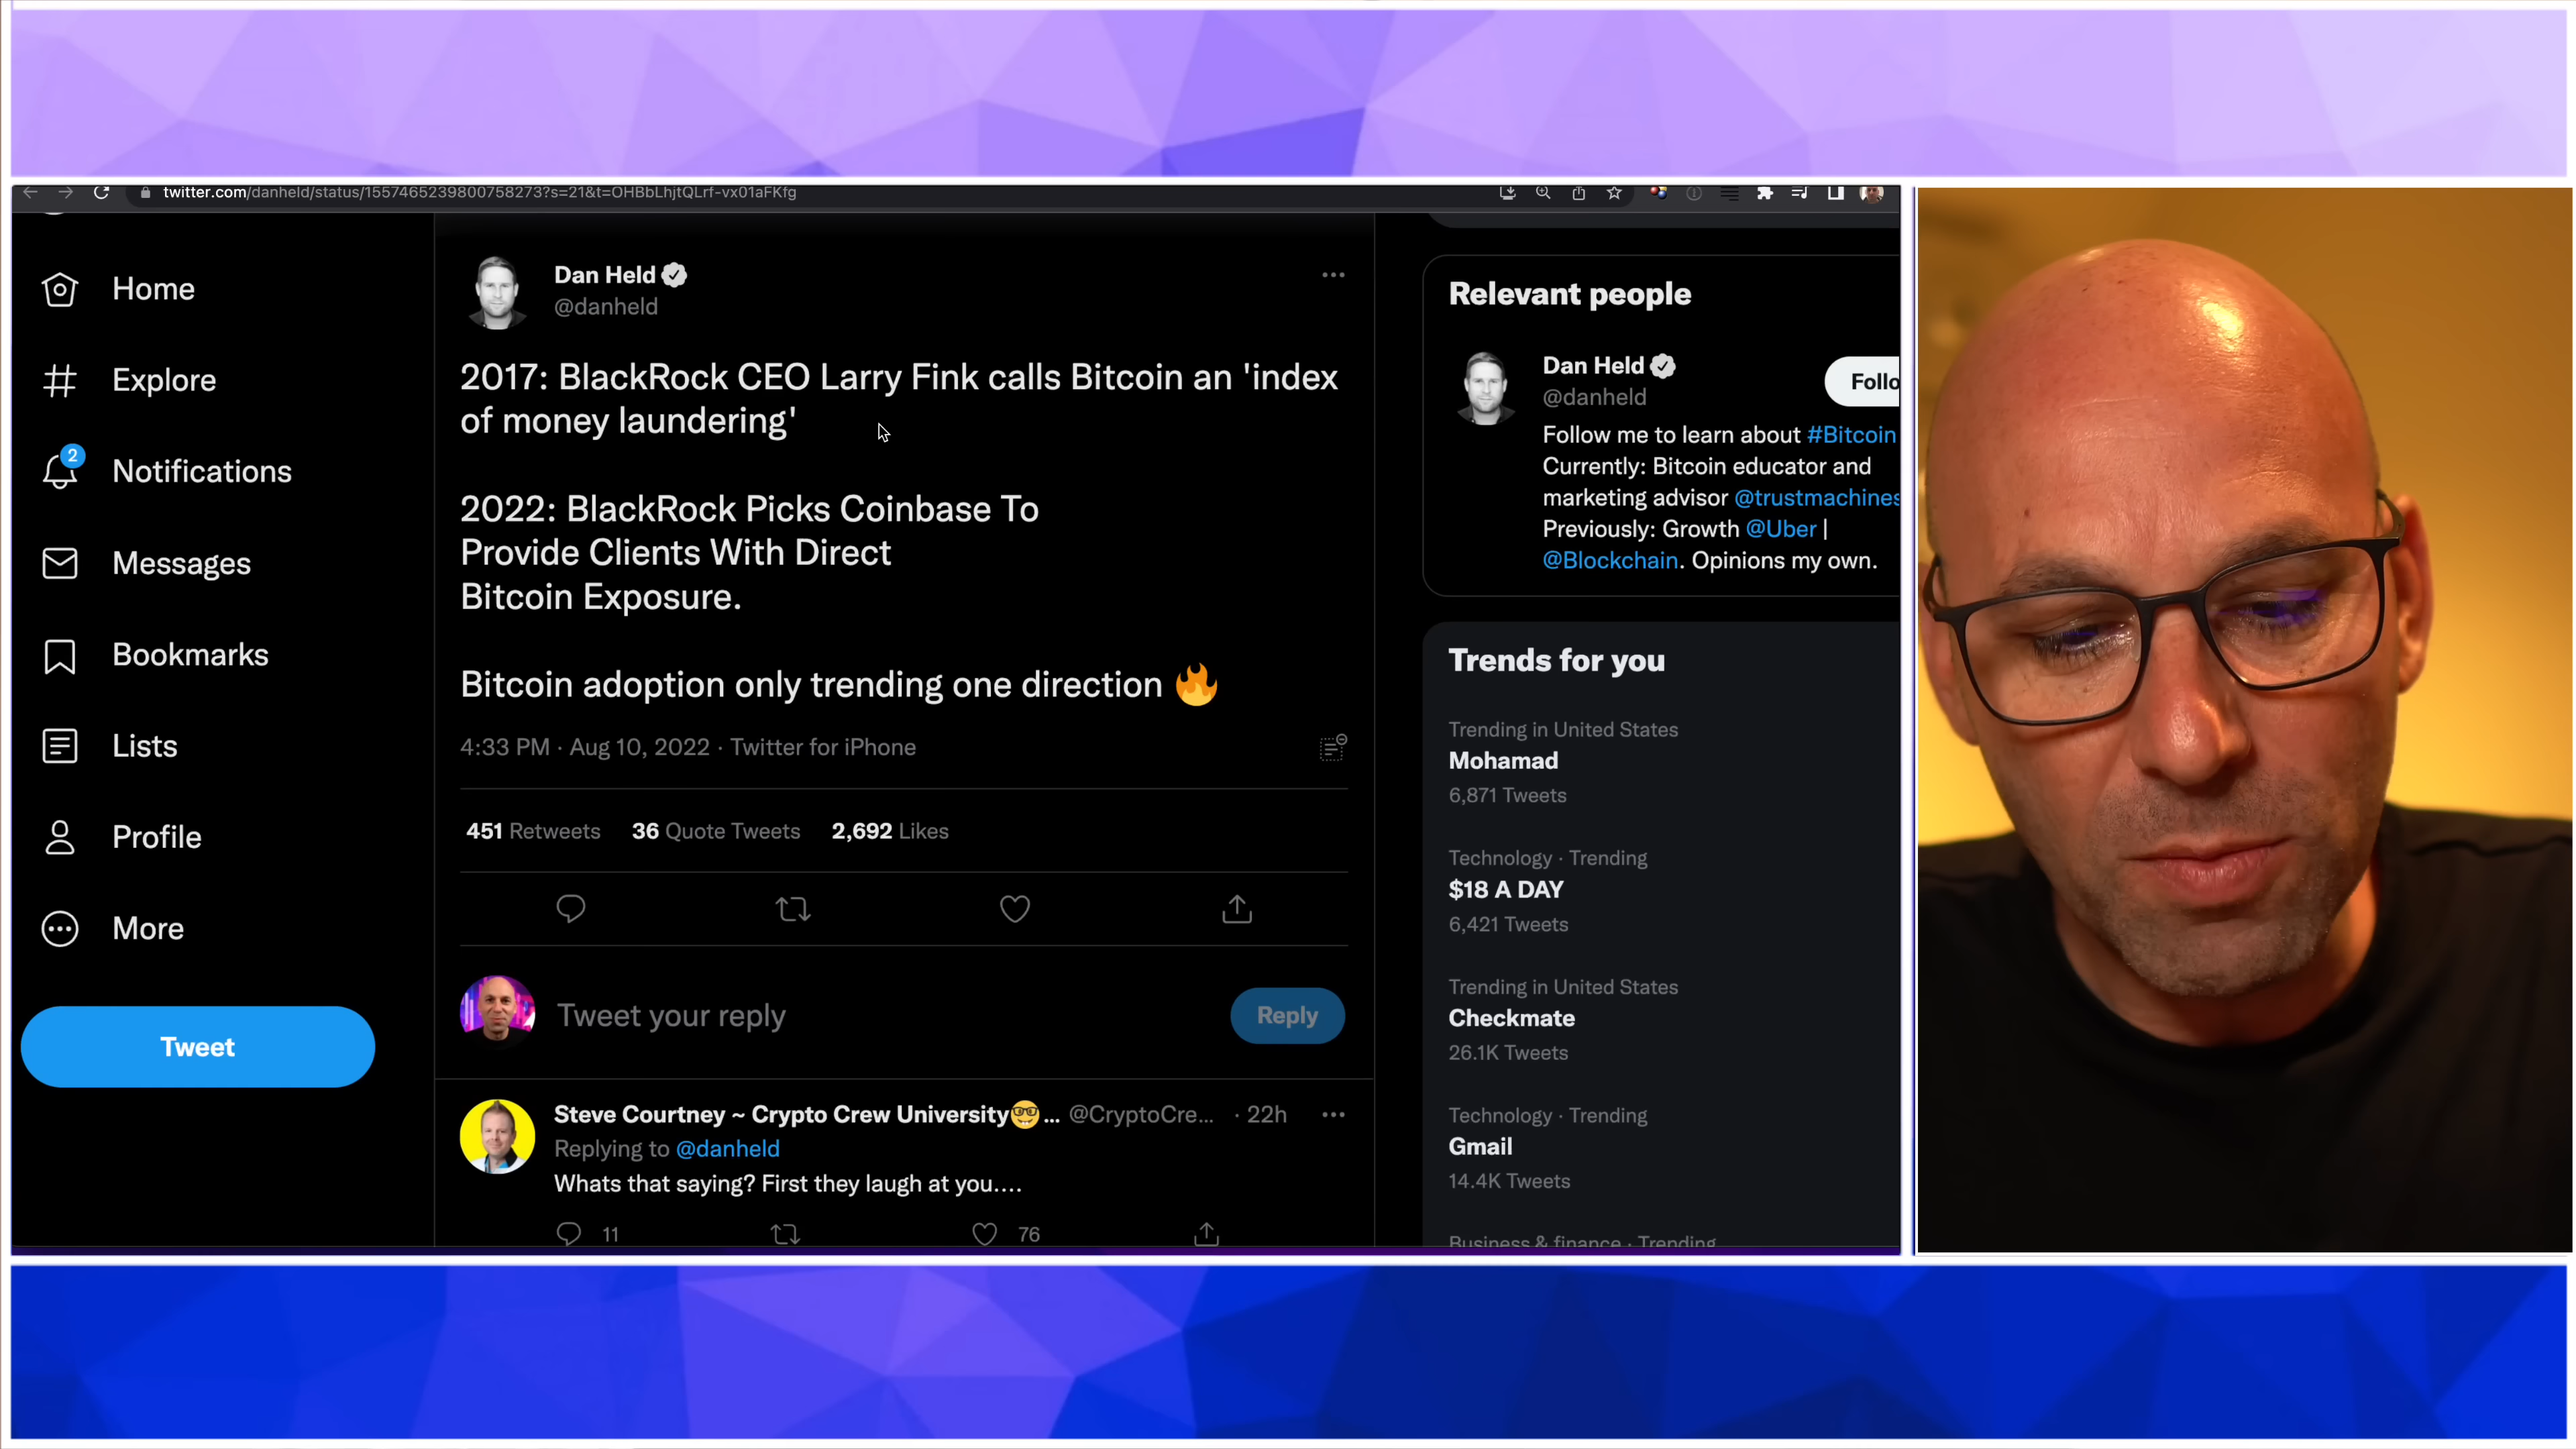 twitter.com/danheld/status/1557465239800758273?s=21&t=OHBbLhjtQLrf-vx01aFKfg
Home
Explore
2
Notifications
Messages
Bookmarks
Lists
Profile
More
Tweet
Dan Held
@danheld
2017: BlackRock CEO Larry Fink calls Bitcoin an 'index
of money laundering'
2022: BlackRock Picks Coinbase To
Provide Clients With Direct
Bitcoin Exposure.
Bitcoin adoption only trending one direction 🔥
4:33 PM · Aug 10, 2022 · Twitter for iPhone
451 Retweets 36 Quote Tweets 2,692 Likes
Tweet your reply
Reply
Steve Courtney ~ Crypto Crew University🤓 ... @CryptoCre... · 22h
Replying to @danheld
Whats that saying? First they laugh at you....
11 76
Relevant people
Dan Held
@danheld
Follo
Follow me to learn about #Bitcoin
Currently: Bitcoin educator and
marketing advisor @trustmachines
Previously: Growth @Uber |
@Blockchain. Opinions my own.
Trends for you
Trending in United States
Mohamad
6,871 Tweets
Technology · Trending
$18 A DAY
6,421 Tweets
Trending in United States
Checkmate
26.1K Tweets
Technology · Trending
Gmail
14.4K Tweets
Business & finance · Trending